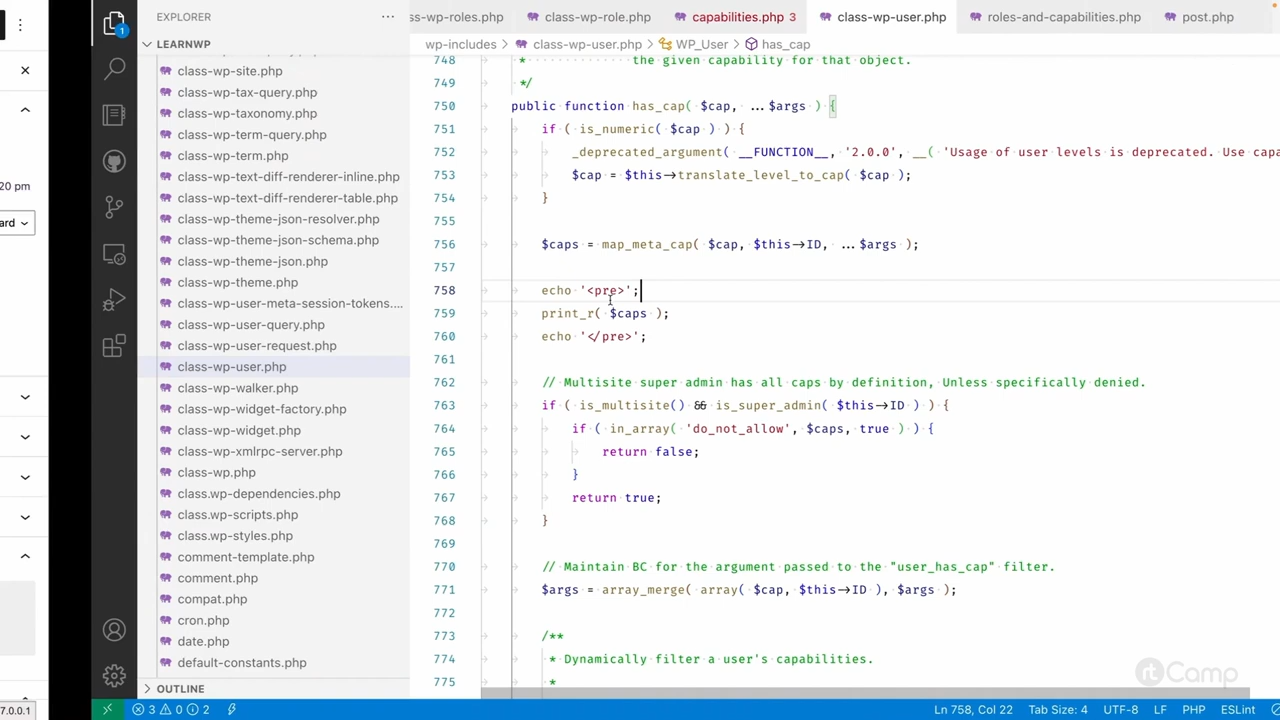 EXPLORER
LEARNWP
class-wp-site.php
class-wp-tax-query.php
class-wp-taxonomy.php
class-wp-term-query.php
class-wp-term.php
class-wp-text-diff-renderer-inline.php
class-wp-text-diff-renderer-table.php
class-wp-theme-json-resolver.php
class-wp-theme-json-schema.php
class-wp-theme-json.php
class-wp-theme.php
class-wp-user-meta-session-tokens....
class-wp-user-query.php
class-wp-user-request.php
class-wp-user.php
class-wp-walker.php
class-wp-widget-factory.php
class-wp-widget.php
class-wp-xmlrpc-server.php
class-wp.php
class.wp-dependencies.php
class.wp-scripts.php
class.wp-styles.php
comment-template.php
comment.php
compat.php
cron.php
date.php
default-constants.php
OUTLINE
1
20 pm
ard
7.0.0.1
ss-wp-roles.php class-wp-role.php capabilities.php 3 class-wp-user.php roles-and-capabilities.php post.php
wp-includes > class-wp-user.php > WP_User > has_cap
748 * the given capability for that object.
749 */
750 public function has_cap( $cap, ...$args ) {
751 if ( is_numeric( $cap ) ) {
752 _deprecated_argument( __FUNCTION__, '2.0.0', __( 'Usage of user levels is deprecated. Use capa
753 $cap = $this->translate_level_to_cap( $cap );
754 }
755
756 $caps = map_meta_cap( $cap, $this->ID, ...$args );
757
758 echo '<pre>';
759 print_r( $caps );
760 echo '</pre>';
761
762 // Multisite super admin has all caps by definition, Unless specifically denied.
763 if ( is_multisite() && is_super_admin( $this->ID ) ) {
764 if ( in_array( 'do_not_allow', $caps, true ) ) {
765 return false;
766 }
767 return true;
768 }
769
770 // Maintain BC for the argument passed to the "user_has_cap" filter.
771 $args = array_merge( array( $cap, $this->ID ), $args );
772
773 /**
774 * Dynamically filter a user's capabilities.
775 *
rtCamp
3 0 2 Ln 758, Col 22 Tab Size: 4 UTF-8 LF PHP ESLint